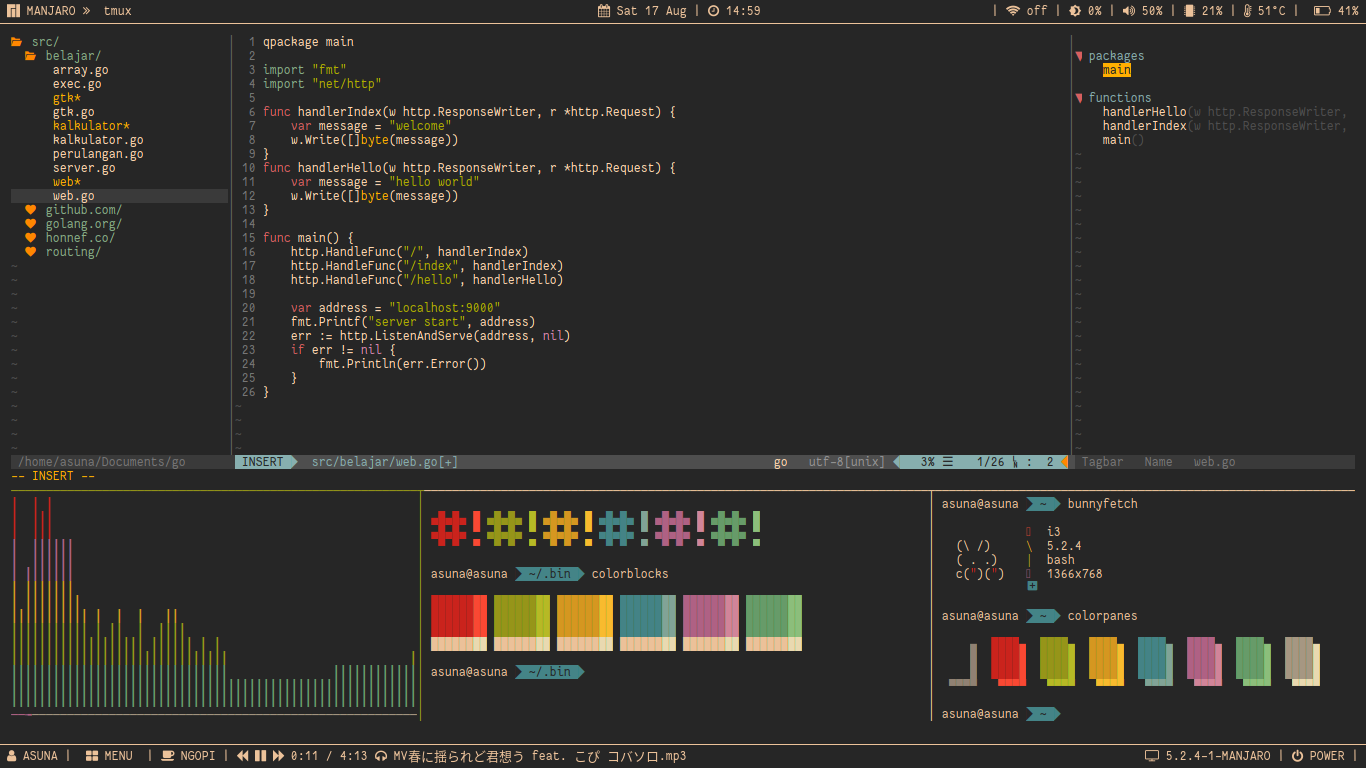 MANJARO » tmux
Sat 17 Aug | 14:59
| off | 0% | 50% | 21% | 51°C | 41%
src/
belajar/
array.go
exec.go
gtk*
gtk.go
kalkulator*
kalkulator.go
perulangan.go
server.go
web*
web.go
github.com/
golang.org/
honnef.co/
routing/
1 qpackage main
2
3 import "fmt"
4 import "net/http"
5
6 func handlerIndex(w http.ResponseWriter, r *http.Request) {
7 var message = "welcome"
8 w.Write([]byte(message))
9 }
10 func handlerHello(w http.ResponseWriter, r *http.Request) {
11 var message = "hello world"
12 w.Write([]byte(message))
13 }
14
15 func main() {
16 http.HandleFunc("/", handlerIndex)
17 http.HandleFunc("/index", handlerIndex)
18 http.HandleFunc("/hello", handlerHello)
19
20 var address = "localhost:9000"
21 fmt.Printf("server start", address)
22 err := http.ListenAndServe(address, nil)
23 if err != nil {
24 fmt.Println(err.Error())
25 }
26 }
packages
main
functions
handlerHello(w http.ResponseWriter,
handlerIndex(w http.ResponseWriter,
main()
/home/asuna/Documents/go
INSERT src/belajar/web.go[+] go utf-8[unix] 3% ☰ 1/26 : 2
Tagbar Name web.go
-- INSERT --
#!#!#!#!#!#!
asuna@asuna ~/.bin colorblocks
asuna@asuna ~/.bin
asuna@asuna ~ bunnyfetch
i3
(\ /) \ 5.2.4
( . .) | bash
c(")(") 1366x768
asuna@asuna ~ colorpanes
asuna@asuna ~
ASUNA | MENU | NGOPI | 0:11 / 4:13 MV春に揺られど君想う feat. こぴ コバソロ.mp3
5.2.4-1-MANJARO | POWER |